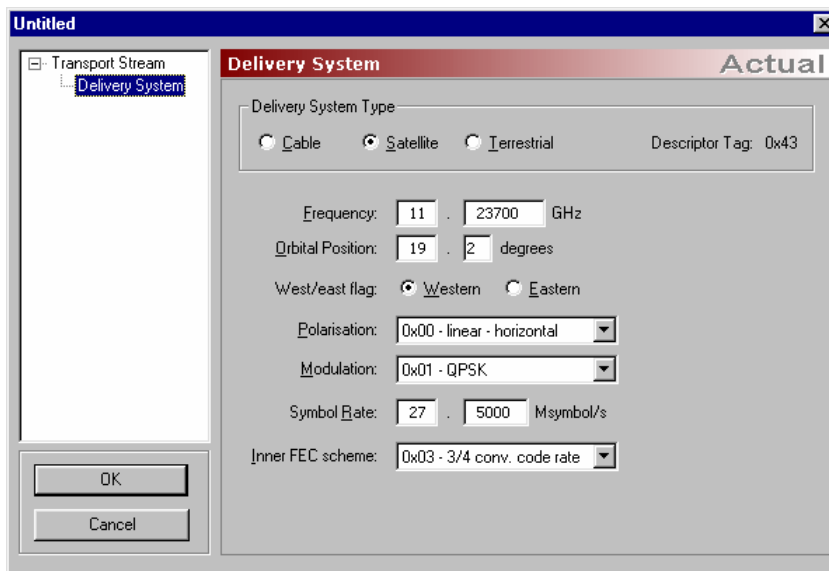 Untitled
Transport Stream
Delivery System
Delivery System Actual
Delivery System Type
Cable Satellite Terrestrial Descriptor Tag: 0x43
Frequency: 11 . 23700 GHz
Orbital Position: 19 . 2 degrees
West/east flag: Western Eastern
Polarisation: 0x00 - linear - horizontal
Modulation: 0x01 - QPSK
Symbol Rate: 27 . 5000 Msymbol/s
Inner FEC scheme: 0x03 - 3/4 conv. code rate
OK
Cancel